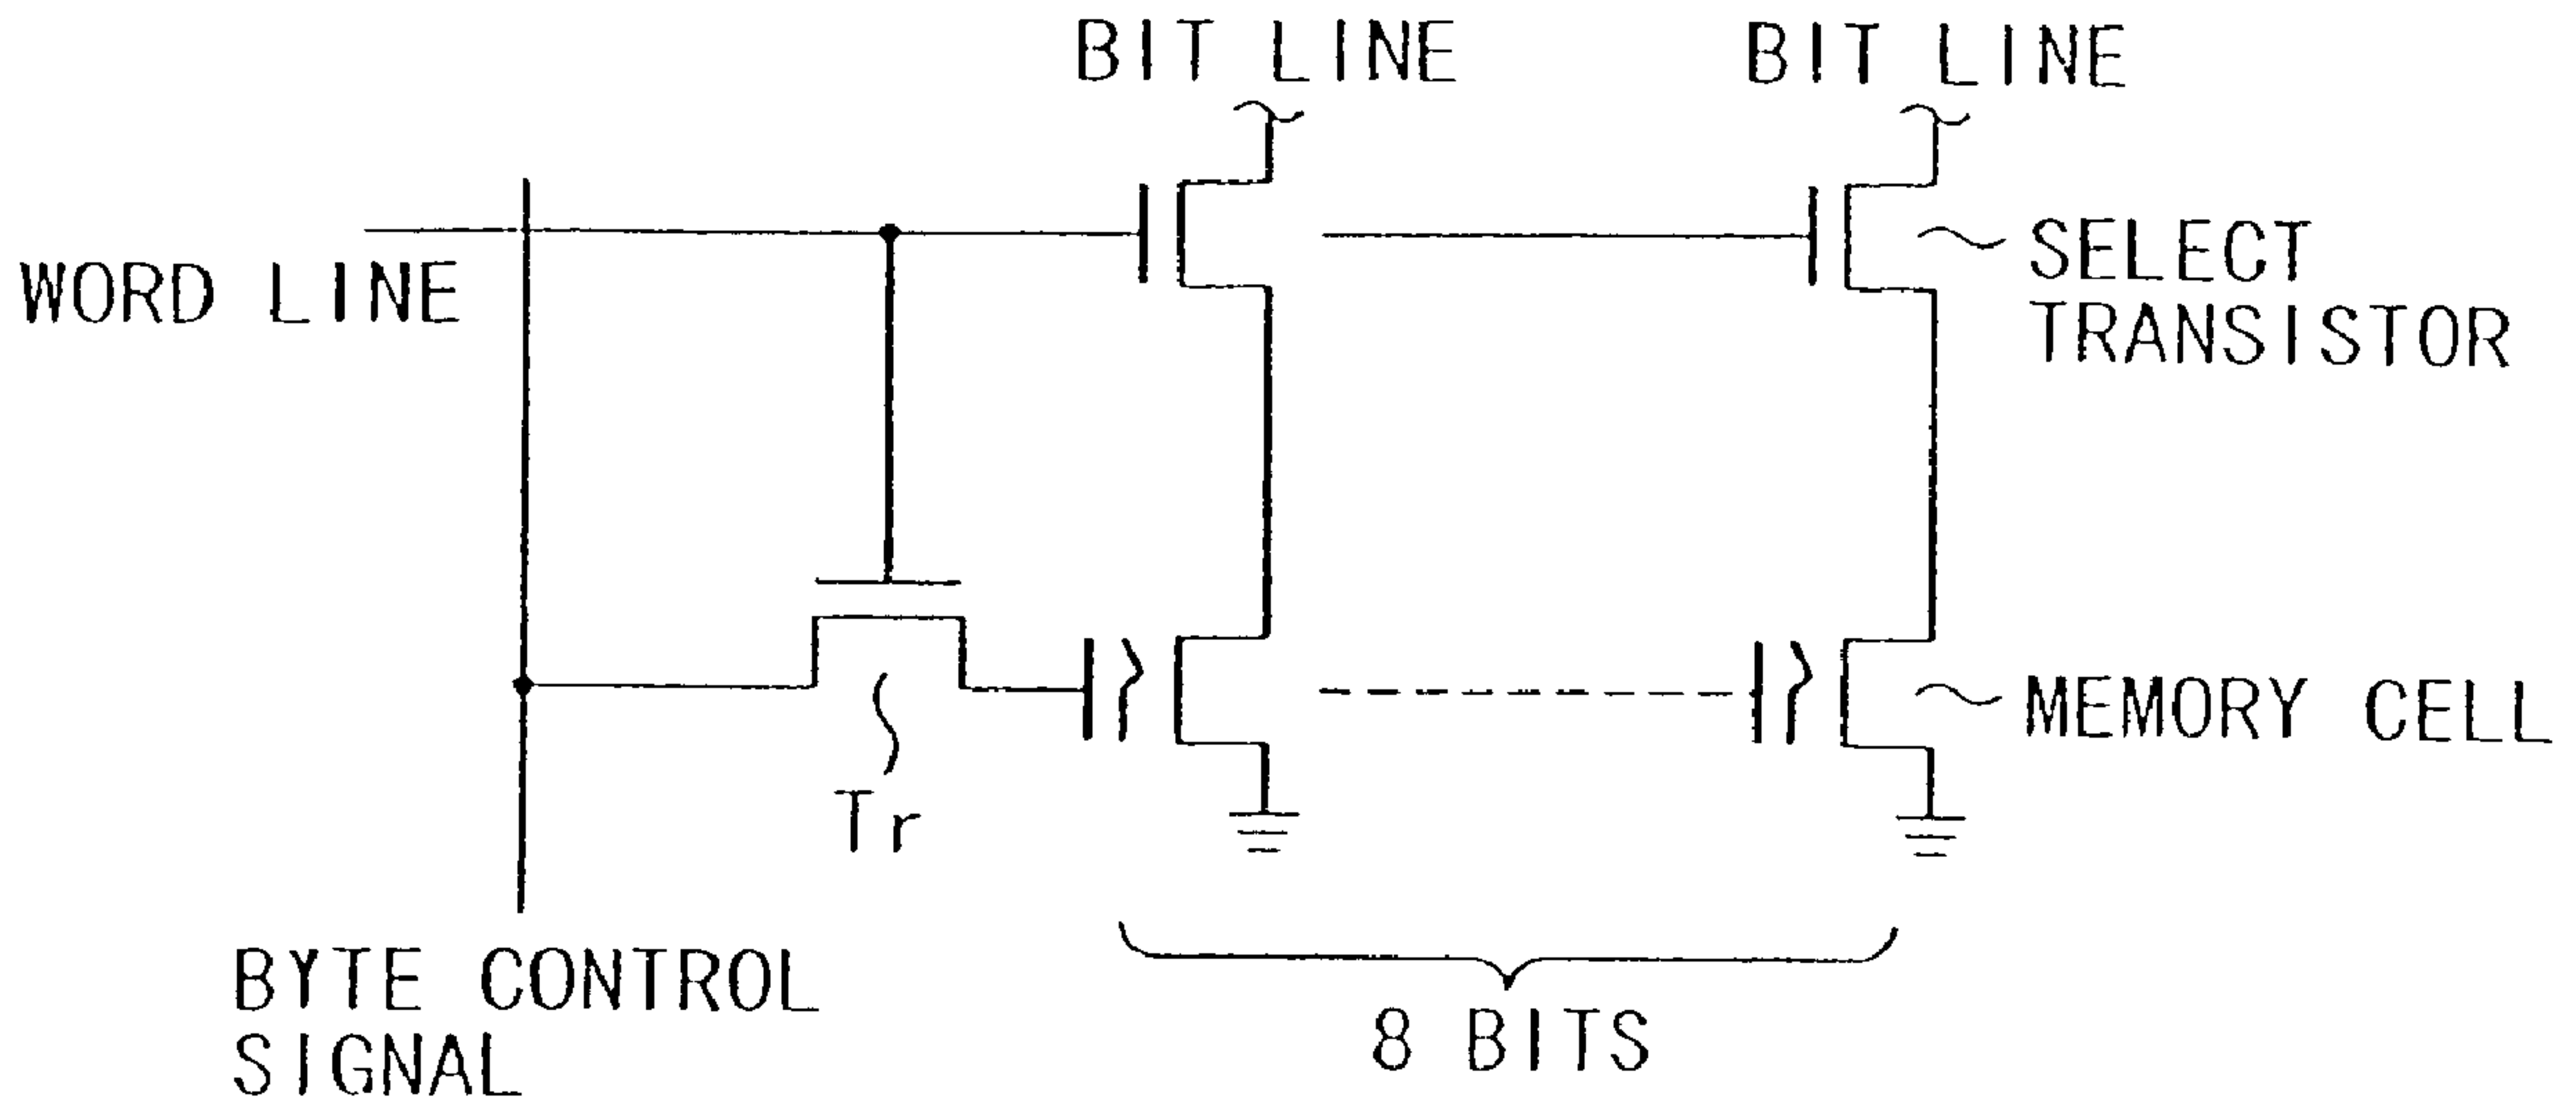 BIT LINE
BIT LINE
WORD LINE
SELECT
TRANSISTOR
MEMORY CELL
Tr
BYTE CONTROL
SIGNAL
8 BITS